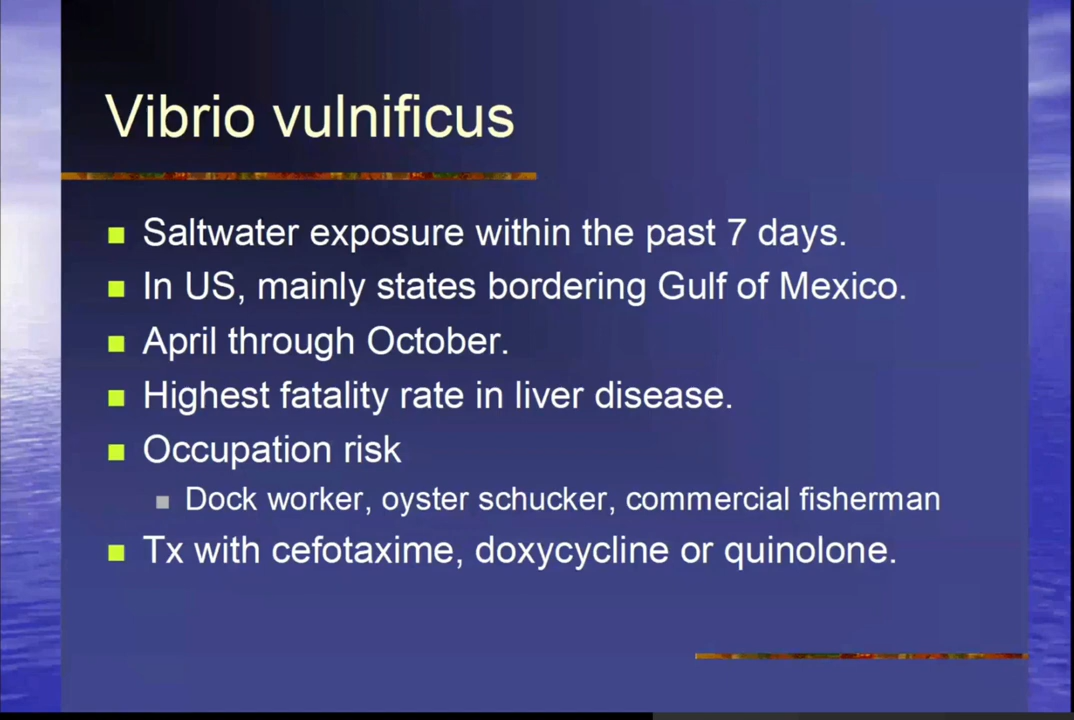 Vibrio vulnificus
Saltwater exposure within the past 7 days.
In US, mainly states bordering Gulf of Mexico.
April through October.
Highest fatality rate in liver disease.
Occupation risk
Dock worker, oyster schucker, commercial fisherman
Tx with cefotaxime, doxycycline or quinolone.